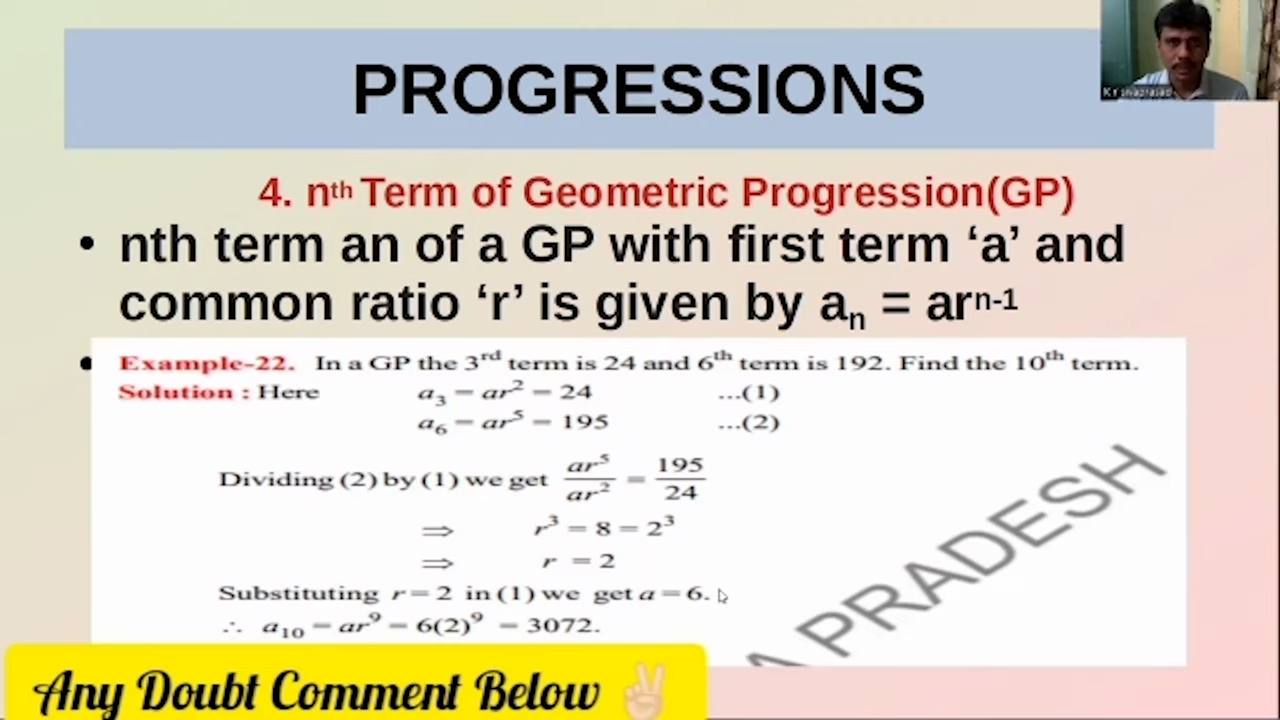 PROGRESSIONS
4. nth Term of Geometric Progression(GP)
• nth term an of a GP with first term ‘a’ and
common ratio ‘r’ is given by aₙ = arⁿ⁻¹
•
Example-22. In a GP the 3rd term is 24 and 6th term is 192. Find the 10th term.
Solution : Here a₃ = ar² = 24 ...(1)
a₆ = ar⁵ = 195 ...(2)
Dividing (2) by (1) we get ar⁵/ar² = 195/24
⇒ r³ = 8 = 2³
⇒ r = 2
Substituting r = 2 in (1) we get a = 6.
∴ a₁₀ = ar⁹ = 6(2)⁹ = 3072.
A PRADESH
Any Doubt Comment Below ✌